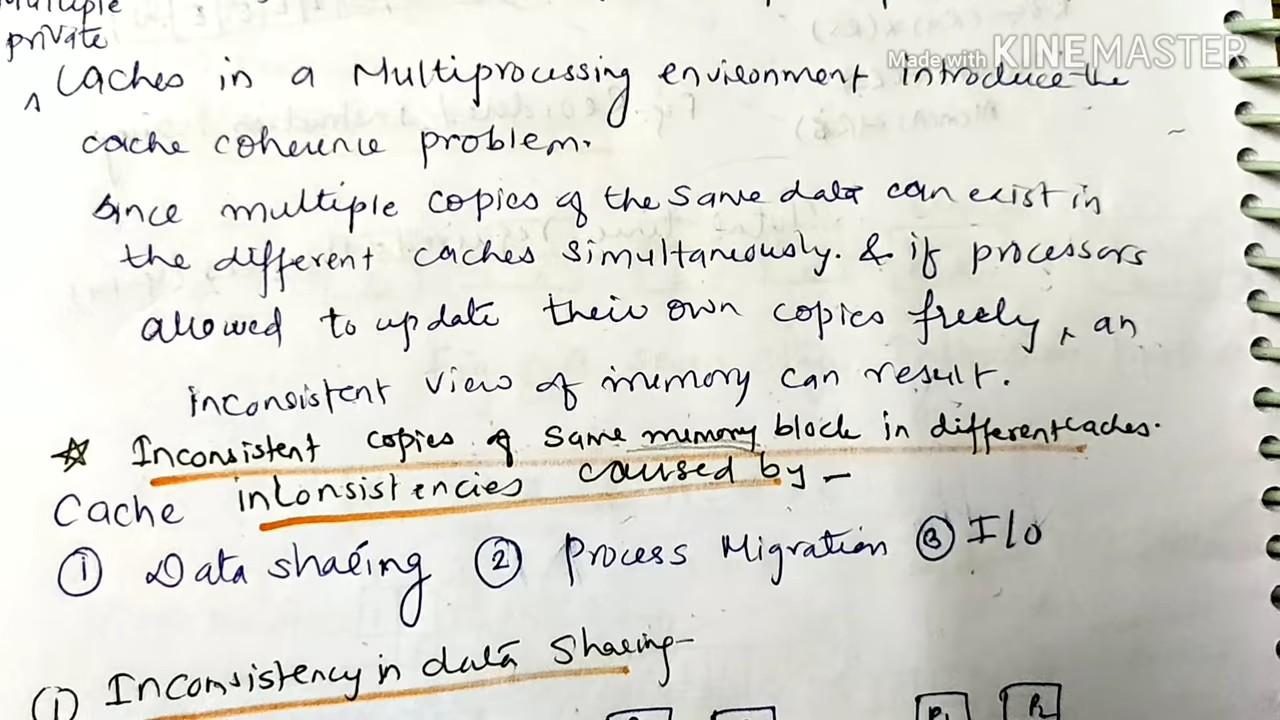 Multiple
private
Made with KINEMASTER
^ Caches in a Multiprocessing environment introduce the
cache coherence problem.
Since multiple copies of the same data can exist in
the different caches simultaneously. & if processors
allowed to update their own copies freely, an
inconsistent view of memory can result.
☆ Inconsistent copies of same memory block in different caches.
Cache inconsistencies caused by -
① Data sharing ② Process Migration ③ I/O
① Inconsistency in data sharing-
P1 P2